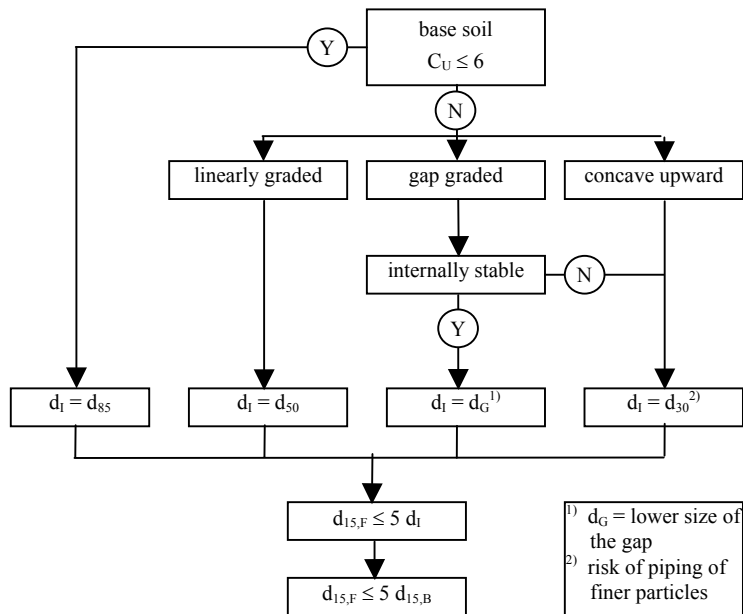 base soil
C_U ≤ 6
Y
N
linearly graded
gap graded
concave upward
internally stable
N
Y
d_I = d_85
d_I = d_50
d_I = d_G^1)
d_I = d_30^2)
d_15,F ≤ 5 d_I
d_15,F ≤ 5 d_15,B
1) d_G = lower size of
the gap
2) risk of piping of
finer particles